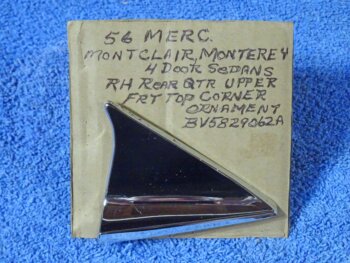 56 MERC.
MONTCLAIR, MONTEREY
4 DOOR SEDANS
RH REAR QTR UPPER
FRT TOP CORNER
ORNAMENT
BV5829062A